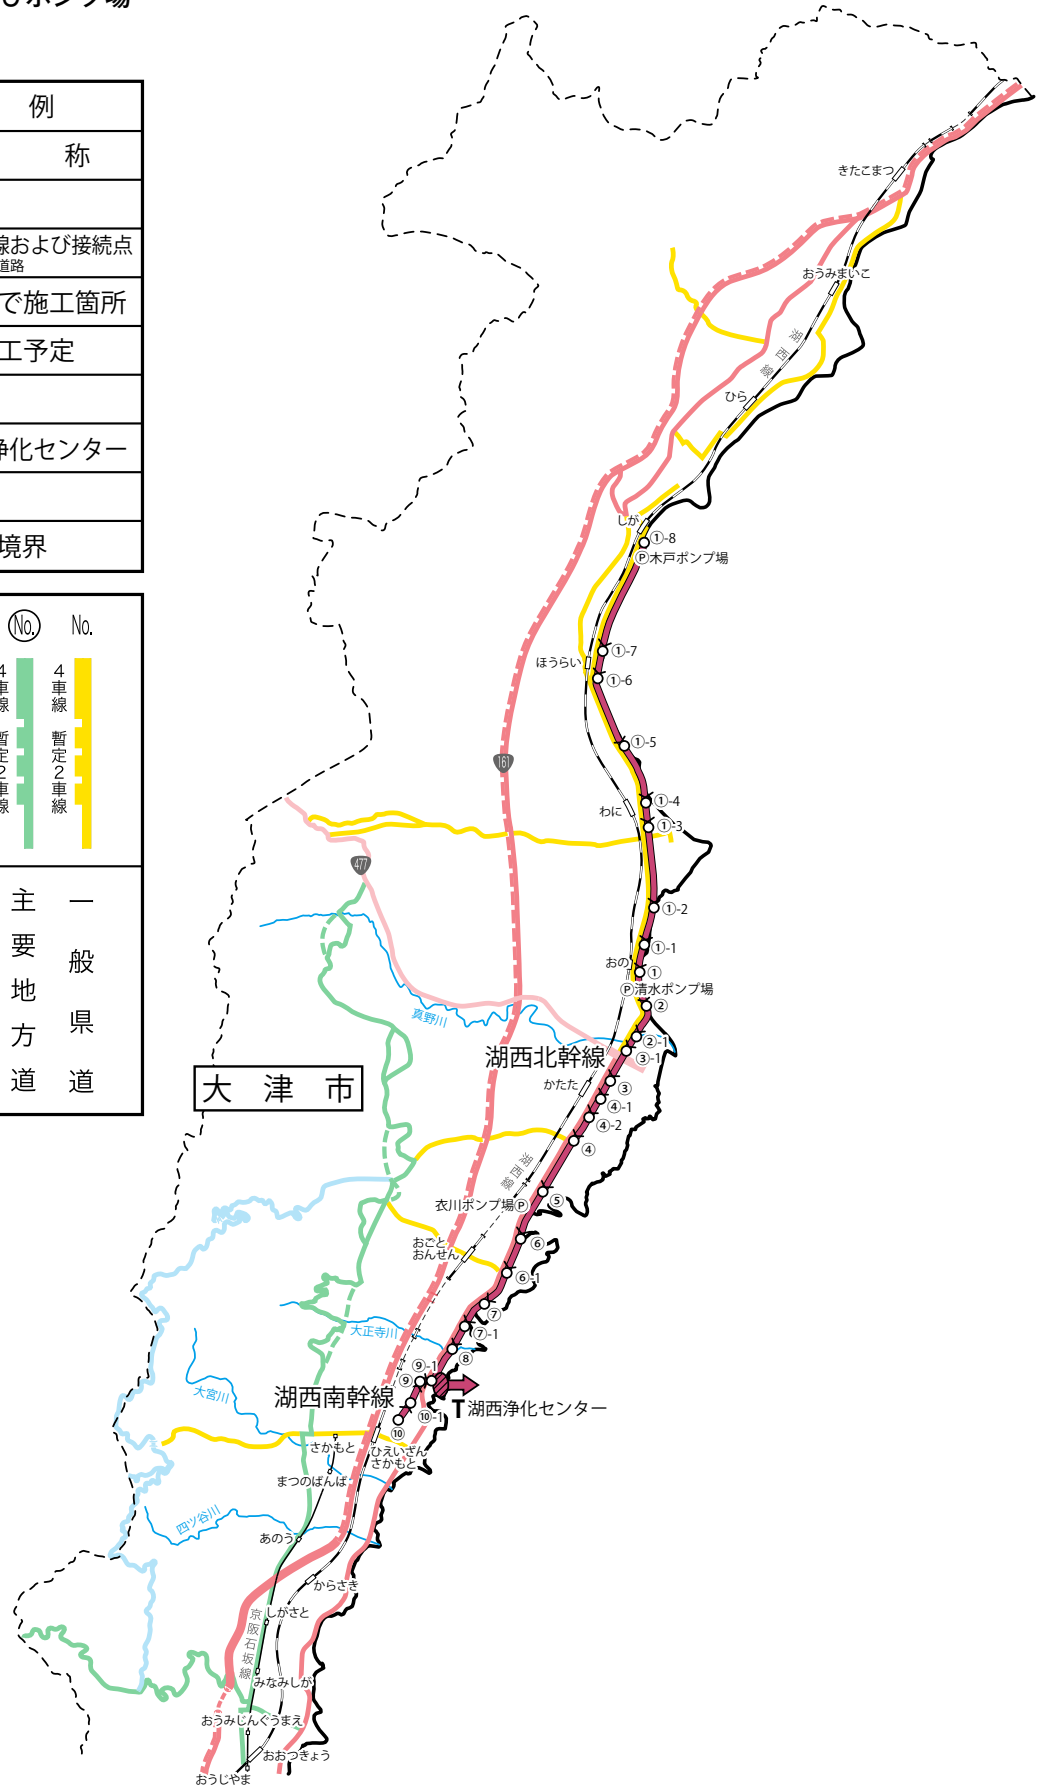 ポンプ場
例
称
線および接続点
道路
で施工箇所
工予定
浄化センター
境界
No.
No.
4車線 暫定2車線
4車線 暫定2車線
主要地方道
一般県道
きたこまつ
おうみまいこ
湖西線
ひら
しが
①-8
Ⓟ木戸ポンプ場
①-7
ほうらい
①-6
①-5
161
①-4
わに
①-3
477
①-2
①-1
おの
①
Ⓟ清水ポンプ場
②
真野川
②-1
湖西北幹線
③-1
かたた
③
大津市
④-1
④-2
④
湖西線
⑤
衣川ポンプ場Ⓟ
⑥
おごと
おんせん
⑥-1
⑦
大正寺川
⑦-1
⑧
⑨-1
⑨
大宮川
湖西南幹線
T湖西浄化センター
⑩-1
⑩
さかもと
ひえいざん
さかもと
まつのばんば
四ツ谷川
あのう
からさき
しがさと
京阪石坂線
みなみしが
おうみじんぐうまえ
おおつきょう
おうじやま